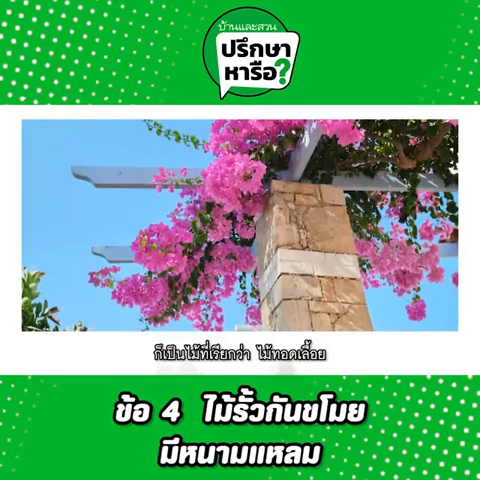 บ้านและสวน
ปรึกษา
หารือ?
ก็เป็นไม้ที่เรียกว่า ไม้ทอดเลื้อย
ข้อ 4 ไม้รั้วกันขโมย
มีหนามแหลม